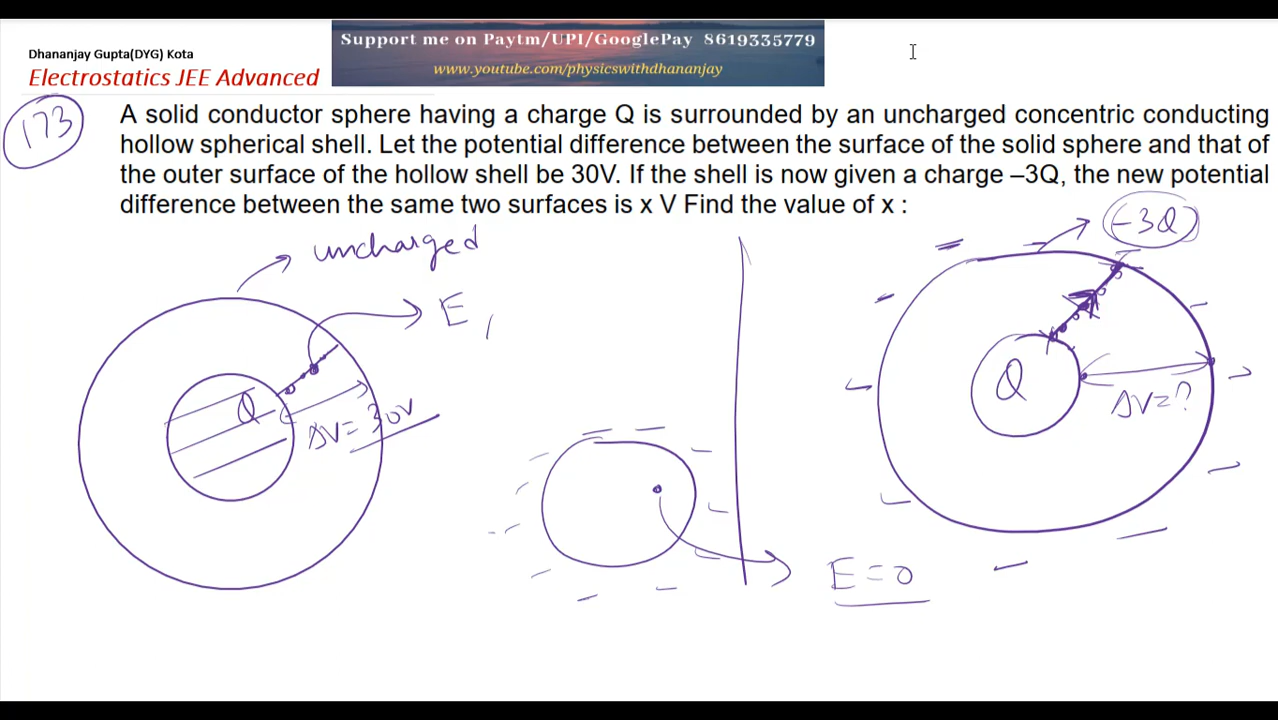 Support me on Paytm/UPI/GooglePay 8619335779
www.youtube.com/physicswithdhananjay
Dhananjay Gupta(DYG) Kota
Electrostatics JEE Advanced
173
A solid conductor sphere having a charge Q is surrounded by an uncharged concentric conducting
hollow spherical shell. Let the potential difference between the surface of the solid sphere and that of
the outer surface of the hollow shell be 30V. If the shell is now given a charge –3Q, the new potential
difference between the same two surfaces is x V Find the value of x :
uncharged
-3Q
E,
Q
ΔV=30V
Q
ΔV=?
E=0